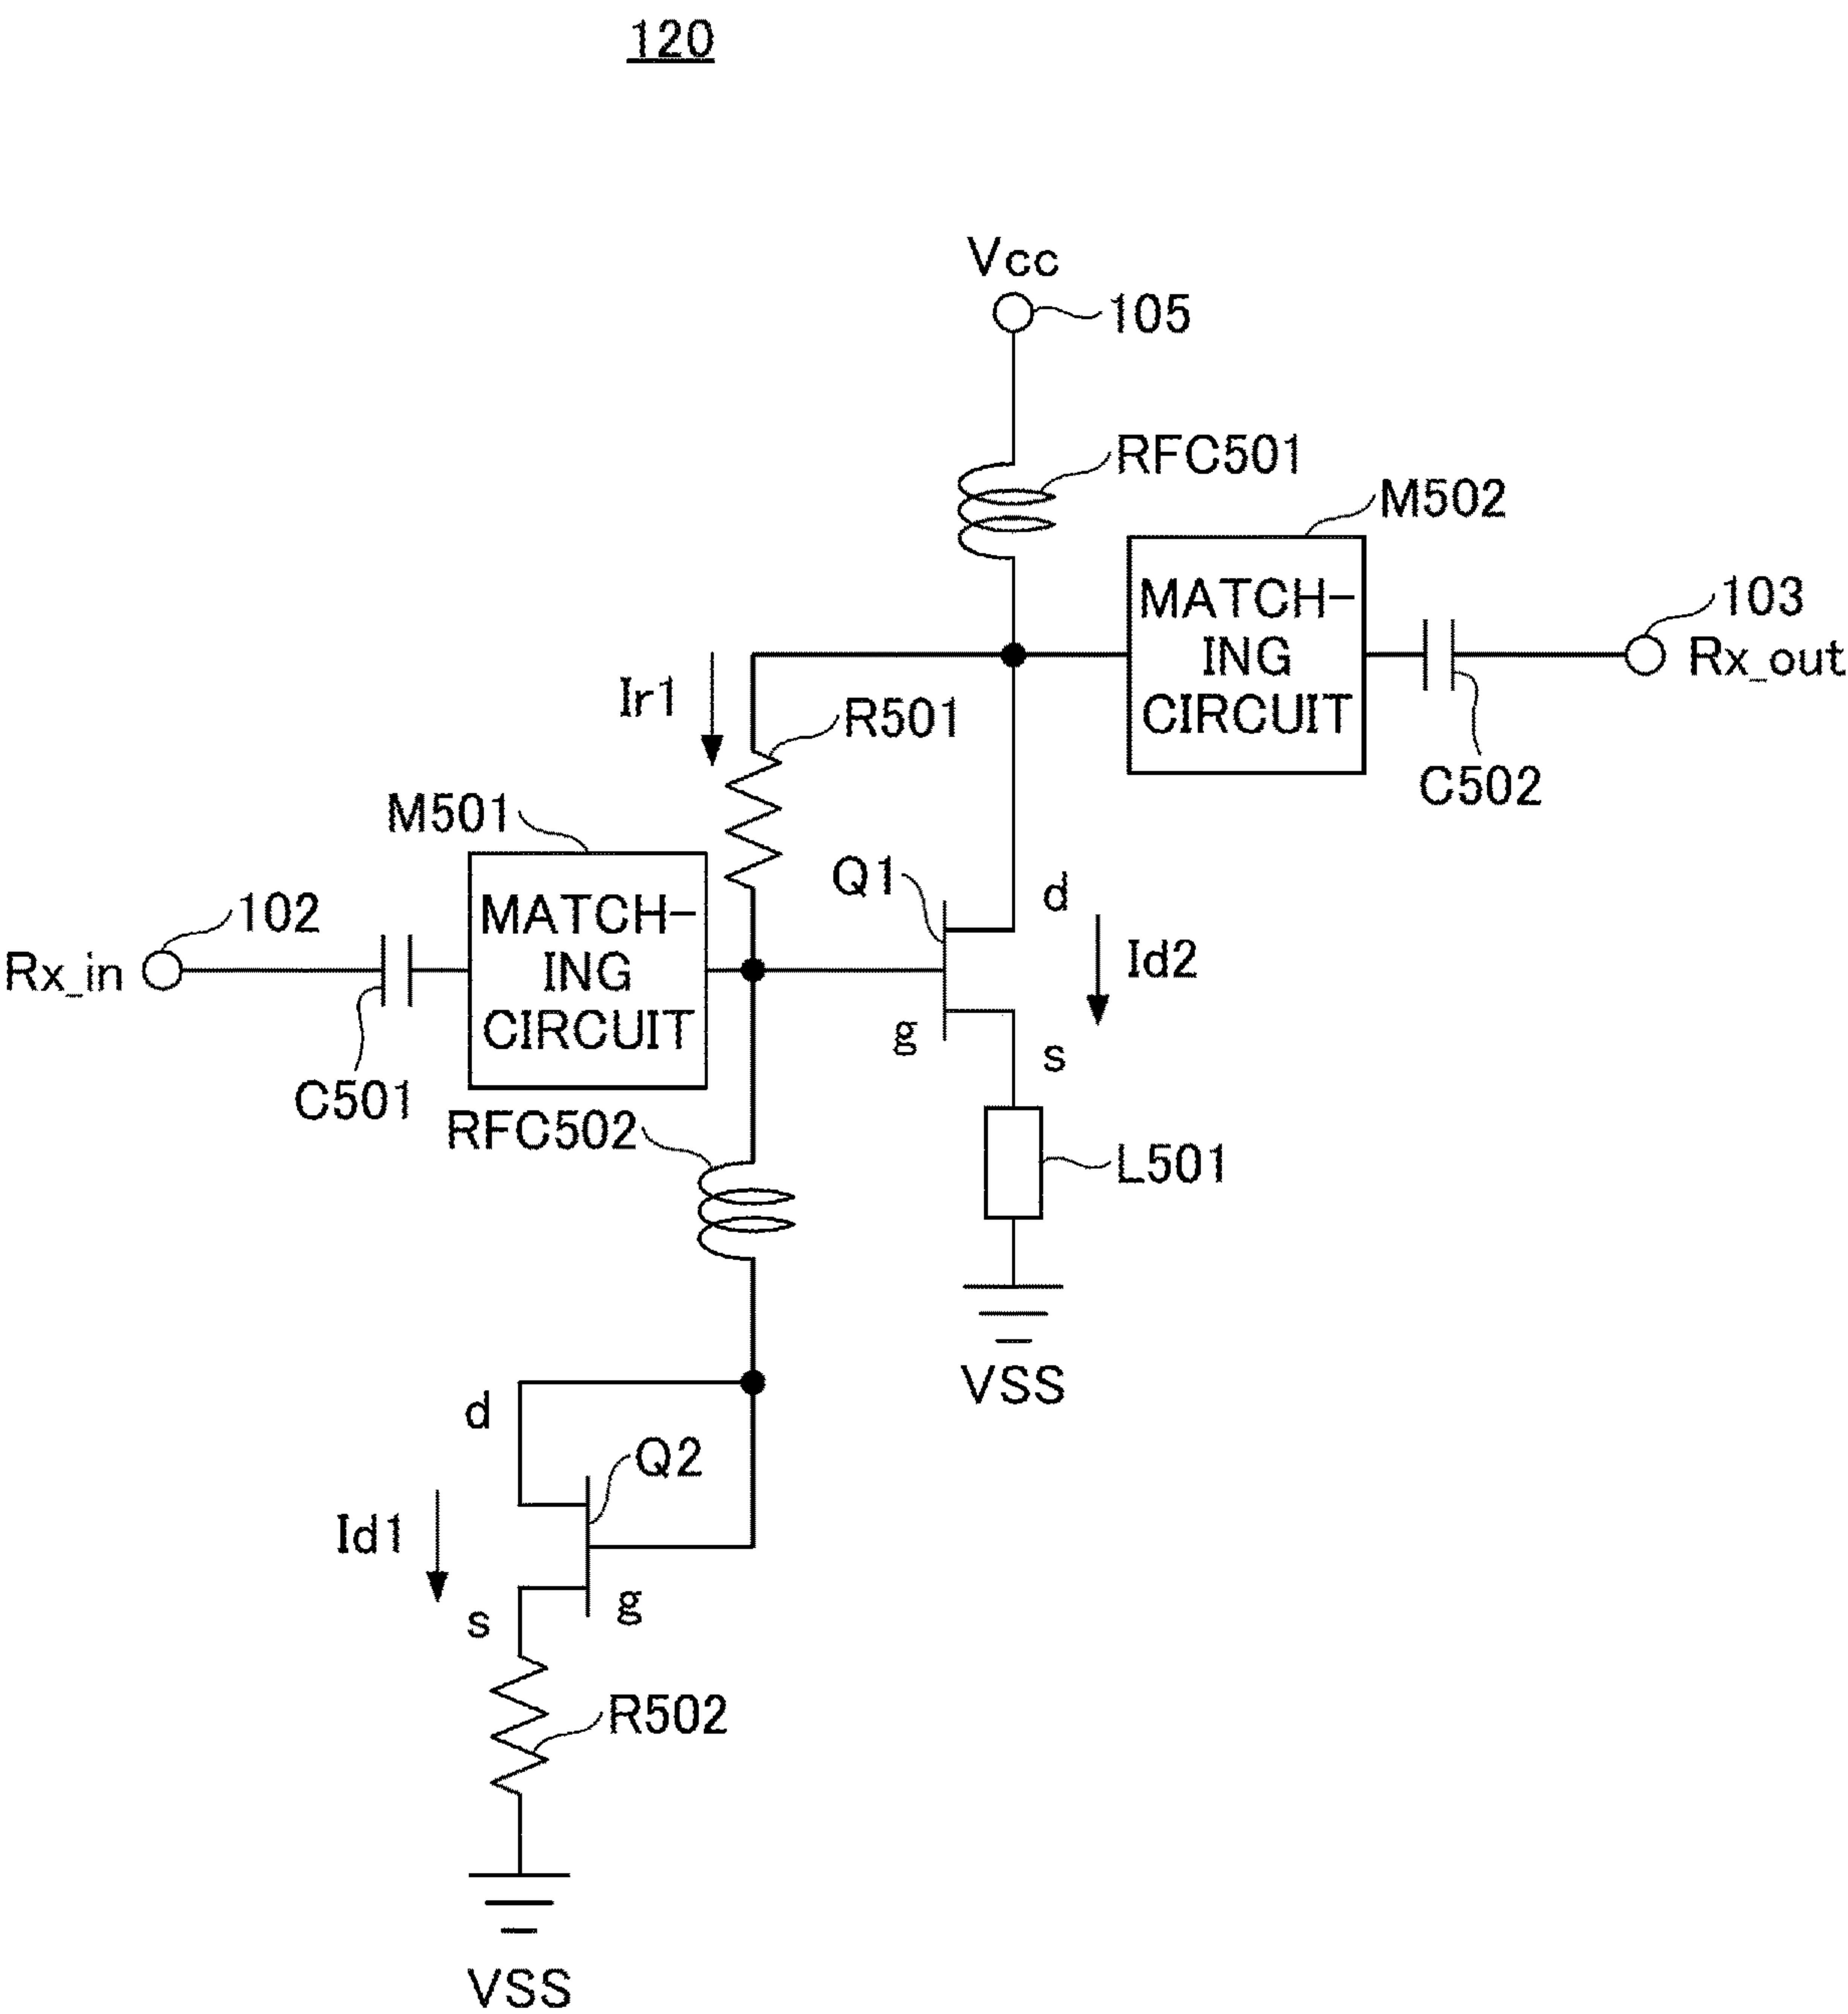 120
Vcc
105
RFC501
M502
MATCH-
ING
CIRCUIT
103
Rx_out
C502
Ir1
R501
M501
MATCH-
ING
CIRCUIT
Q1
d
Id2
g
s
102
Rx_in
C501
RFC502
L501
VSS
d
Q2
Id1
s
g
R502
VSS